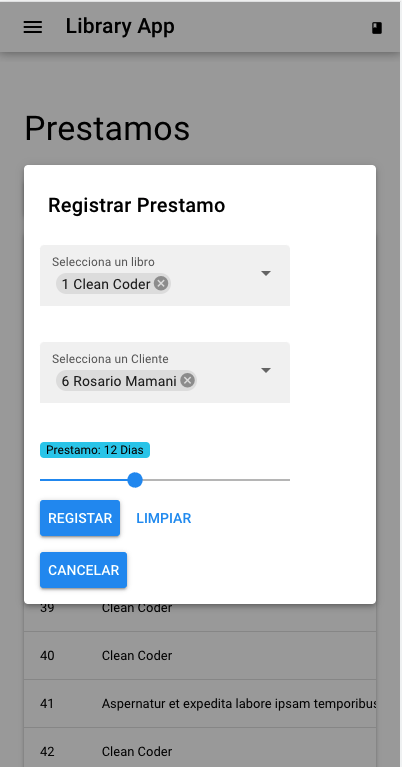 Library App
Prestamos
Registrar Prestamo
Selecciona un libro
1 Clean Coder
Selecciona un Cliente
6 Rosario Mamani
Prestamo: 12 Dias
REGISTAR LIMPIAR
CANCELAR
39 Clean Coder
40 Clean Coder
41 Aspernatur et expedita labore ipsam temporibus
42 Clean Coder